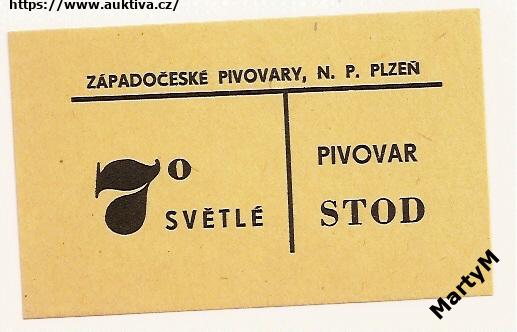 https://www.auktiva.cz/
ZÁPADOČESKÉ PIVOVARY, N. P. PLZEŇ
7°
SVĚTLÉ
PIVOVAR
STOD
MartyM